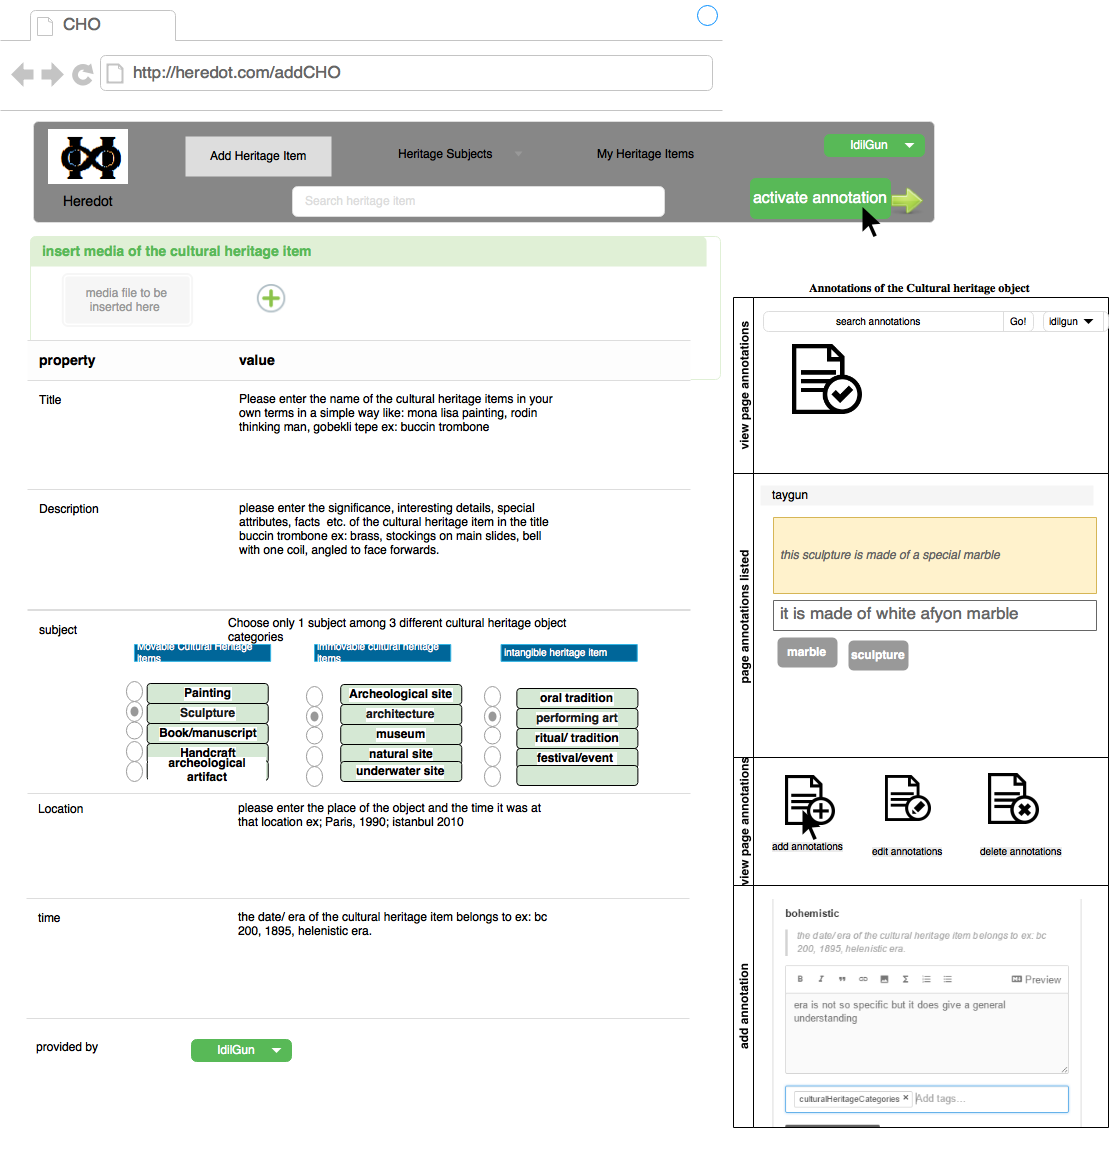 CHO
http://heredot.com/addCHO
Add Heritage Item
Heritage Subjects
My Heritage Items
IdilGun
Heredot
Search heritage item
activate annotation
insert media of the cultural heritage item
media file to be
inserted here
property value
Title
Please enter the name of the cultural heritage items in your
own terms in a simple way like: mona lisa painting, rodin
thinking man, gobekli tepe ex: buccin trombone
Description
please enter the significance, interesting details, special
attributes, facts  etc. of the cultural heritage item in the title
buccin trombone ex: brass, stockings on main slides, bell
with one coil, angled to face forwards.
subject
Choose only 1 subject among 3 different cultural heritage object
categories
Movable Cultural Heritage
items
Immovable cultural heritage
items
intangible heritage item
Painting
Sculpture
Book/manuscript
Handcraft
archeological
artifact
Archeological site
architecture
museum
natural site
underwater site
oral tradition
performing art
ritual/ tradition
festival/event
Location
please enter the place of the object and the time it was at
that location ex; Paris, 1990; istanbul 2010
time
the date/ era of the cultural heritage item belongs to ex: bc
200, 1895, helenistic era.
provided by
IdilGun
Annotations of the Cultural heritage object
view page annotations
search annotations
Go!
idilgun
page annotations listed
taygun
this sculpture is made of a special marble
it is made of white afyon marble
marble
sculpture
view page annotations
add annotations
edit annotations
delete annotations
add annotation
bohemistic
the date/ era of the cultural heritage item belongs to ex: bc
200, 1895, helenistic era.
B I " Σ Preview
era is not so specific but it does give a general
understanding
culturalHeritageCategories × Add tags...